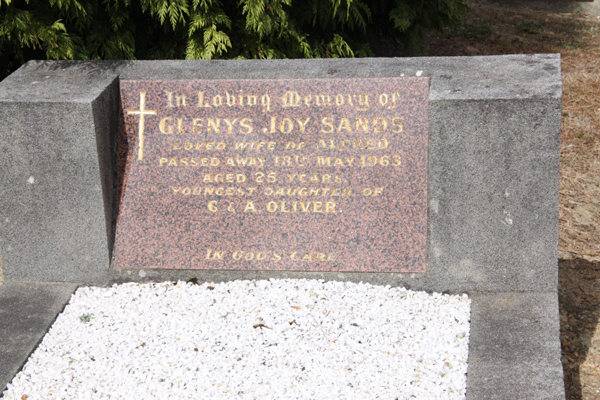 In Loving Memory of
GLENYS JOY SANDS
LOVED WIFE OF ALFRED
PASSED AWAY 18TH MAY 1963
AGED 25 YEARS.
YOUNGEST DAUGHTER OF
G & A. OLIVER.
IN GOD'S CARE